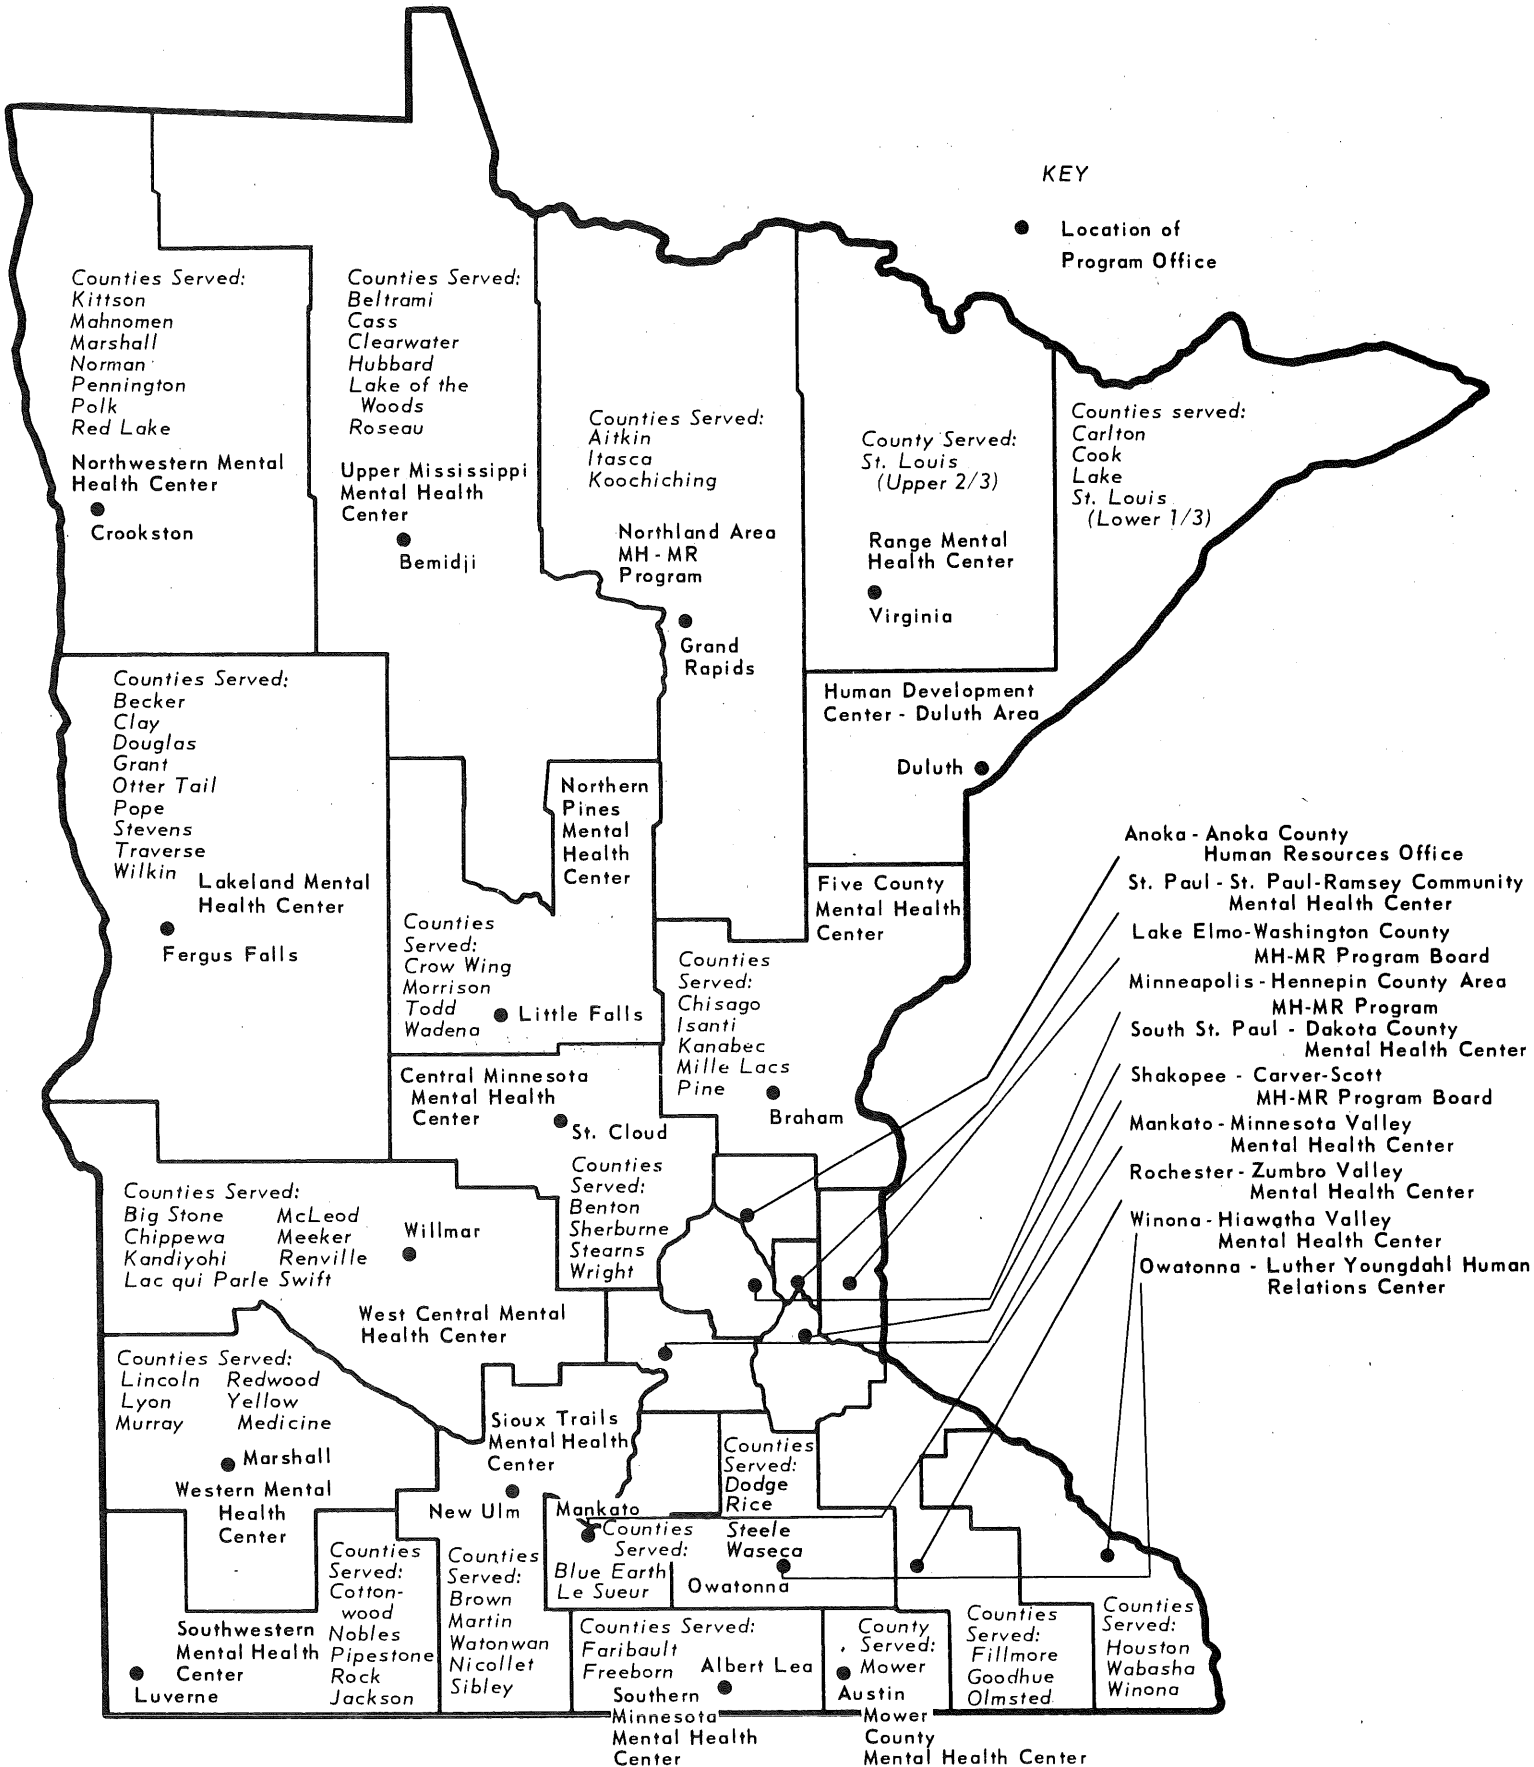 KEY
Location of
Program Office
Counties Served:
Kittson
Mahnomen
Marshall
Norman
Pennington
Polk
Red Lake
Northwestern Mental
Health Center
Crookston
Counties Served:
Beltrami
Cass
Clearwater
Hubbard
Lake of the
Woods
Roseau
Upper Mississippi
Mental Health
Center
Bemidji
Counties Served:
Aitkin
Itasca
Koochiching
Northland Area
MH-MR
Program
Grand
Rapids
County Served:
St. Louis
(Upper 2/3)
Range Mental
Health Center
Virginia
Counties served:
Carlton
Cook
Lake
St. Louis
(Lower 1/3)
Human Development
Center - Duluth Area
Duluth
Counties Served:
Becker
Clay
Douglas
Grant
Otter Tail
Pope
Stevens
Traverse
Wilkin
Lakeland Mental
Health Center
Fergus Falls
Northern
Pines
Mental
Health
Center
Counties
Served:
Crow Wing
Morrison
Todd
Wadena
Little Falls
Five County
Mental Health
Center
Counties
Served:
Chisago
Isanti
Kanabec
Mille Lacs
Pine
Braham
Anoka - Anoka County
Human Resources Office
St. Paul - St. Paul-Ramsey Community
Mental Health Center
Lake Elmo-Washington County
MH-MR Program Board
Minneapolis - Hennepin County Area
MH-MR Program
South St. Paul - Dakota County
Mental Health Center
Shakopee - Carver-Scott
MH-MR Program Board
Mankato - Minnesota Valley
Mental Health Center
Rochester - Zumbro Valley
Mental Health Center
Winona - Hiawatha Valley
Mental Health Center
Owatonna - Luther Youngdahl Human
Relations Center
Central Minnesota
Mental Health
Center
St. Cloud
Counties
Served:
Benton
Sherburne
Stearns
Wright
Counties Served:
Big Stone McLeod
Chippewa Meeker
Kandiyohi Renville
Lac qui Parle Swift
Willmar
West Central Mental
Health Center
Counties Served:
Lincoln Redwood
Lyon Yellow
Murray Medicine
Marshall
Western Mental
Health
Center
Sioux Trails
Mental Health
Center
New Ulm
Counties
Served:
Brown
Martin
Watonwan
Nicollet
Sibley
Mankato
Counties
Served:
Blue Earth
Le Sueur
Counties
Served:
Dodge
Rice
Steele
Waseca
Owatonna
Southwestern
Mental Health
Center
Luverne
Counties
Served:
Cotton-
wood
Nobles
Pipestone
Rock
Jackson
Counties Served:
Faribault
Freeborn
Albert Lea
Southern
Minnesota
Mental Health
Center
County
Served:
Mower
Austin
Mower
County
Mental Health Center
Counties
Served:
Fillmore
Goodhue
Olmsted
Counties
Served:
Houston
Wabasha
Winona